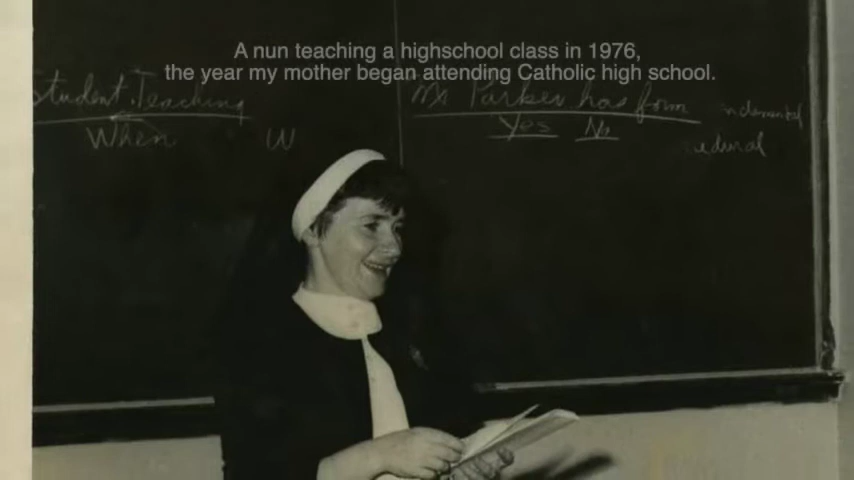 A nun teaching a highschool class in 1976,
the year my mother began attending Catholic high school.
Student Teaching
Parker has form
When
Yes No
W